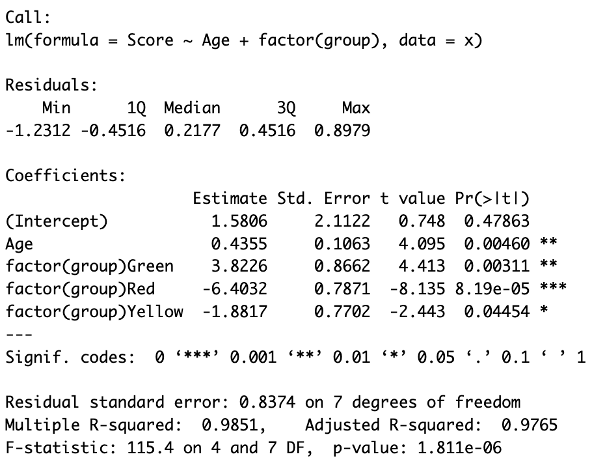 Call:
lm(formula = Score ~ Age + factor(group), data = x)
Residuals:
Min 1Q Median 3Q Max
-1.2312 -0.4516 0.2177 0.4516 0.8979
Coefficients:
Estimate Std. Error t value Pr(>|t|)
(Intercept) 1.5806 2.1122 0.748 0.47863
Age 0.4355 0.1063 4.095 0.00460 **
factor(group)Green 3.8226 0.8662 4.413 0.00311 **
factor(group)Red -6.4032 0.7871 -8.135 8.19e-05 ***
factor(group)Yellow -1.8817 0.7702 -2.443 0.04454 *
---
Signif. codes: 0 ‘***’ 0.001 ‘**’ 0.01 ‘*’ 0.05 ‘.’ 0.1 ‘ ’ 1
Residual standard error: 0.8374 on 7 degrees of freedom
Multiple R-squared: 0.9851, Adjusted R-squared: 0.9765
F-statistic: 115.4 on 4 and 7 DF, p-value: 1.811e-06